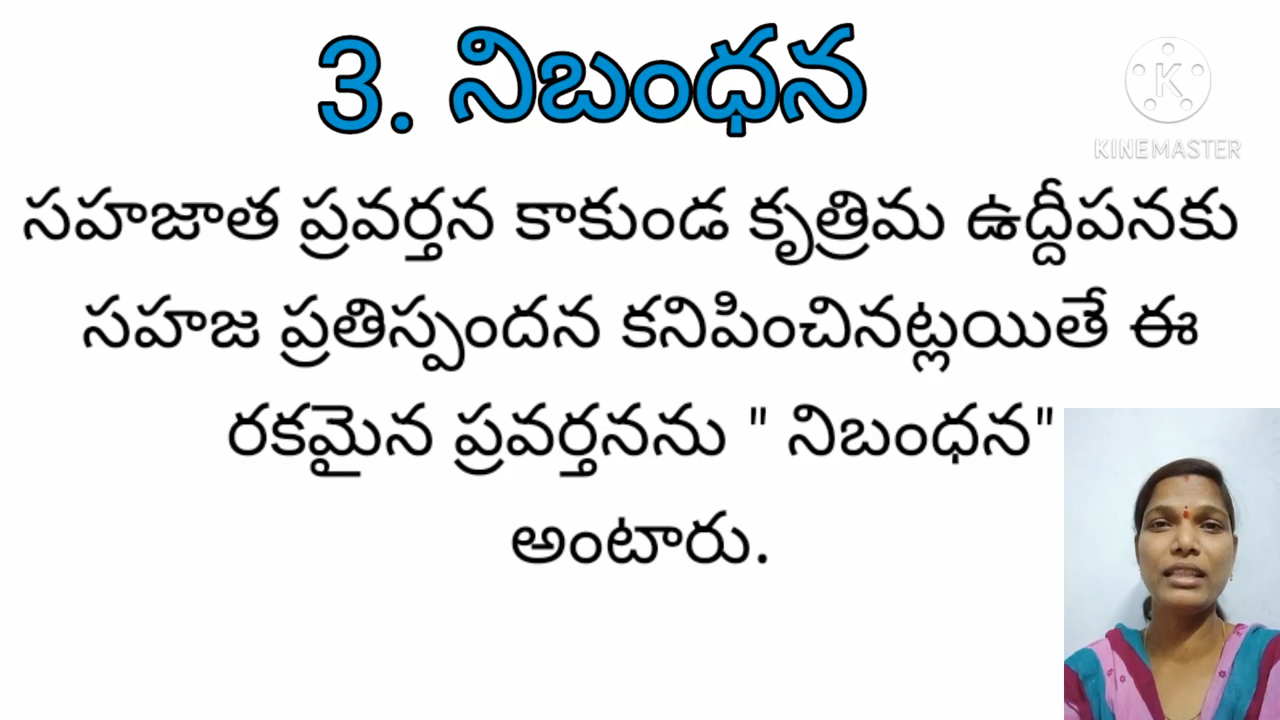 3. నిబంధన
K
KINEMASTER
సహజాత ప్రవర్తన కాకుండ కృత్రిమ ఉద్దీపనకు
సహజ ప్రతిస్పందన కనిపించినట్లయితే ఈ
రకమైన ప్రవర్తనను " నిబంధన"
అంటారు.